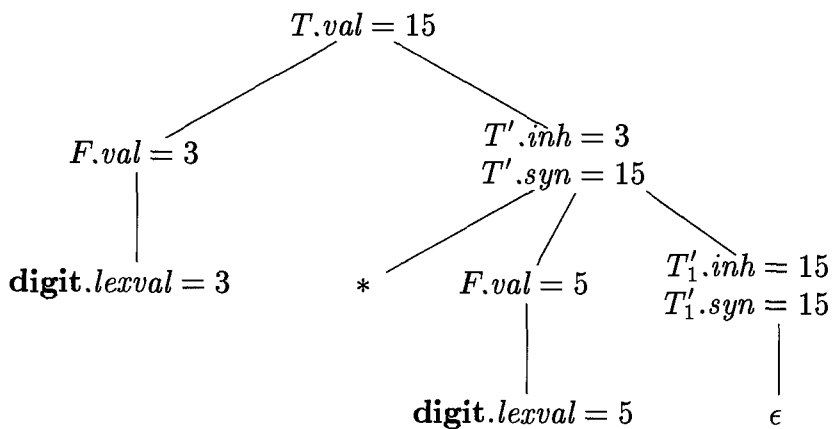 T.val = 15
F.val = 3
T′.inh = 3
T′.syn = 15
digit.lexval = 3
*
F.val = 5
T′₁.inh = 15
T′₁.syn = 15
digit.lexval = 5
ϵ